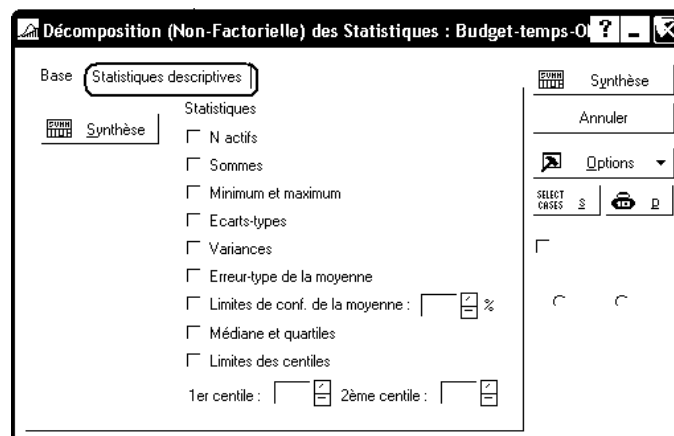 Décomposition (Non-Factorielle) des Statistiques : Budget-temps-O
Base
Statistiques descriptives
Synthèse
Statistiques
N actifs
Sommes
Minimum et maximum
Ecarts-types
Variances
Erreur-type de la moyenne
Limites de conf. de la moyenne : %
Médiane et quartiles
Limites des centiles
1er centile : 2ème centile :
Synthèse
Annuler
Options
SELECT CASES S D